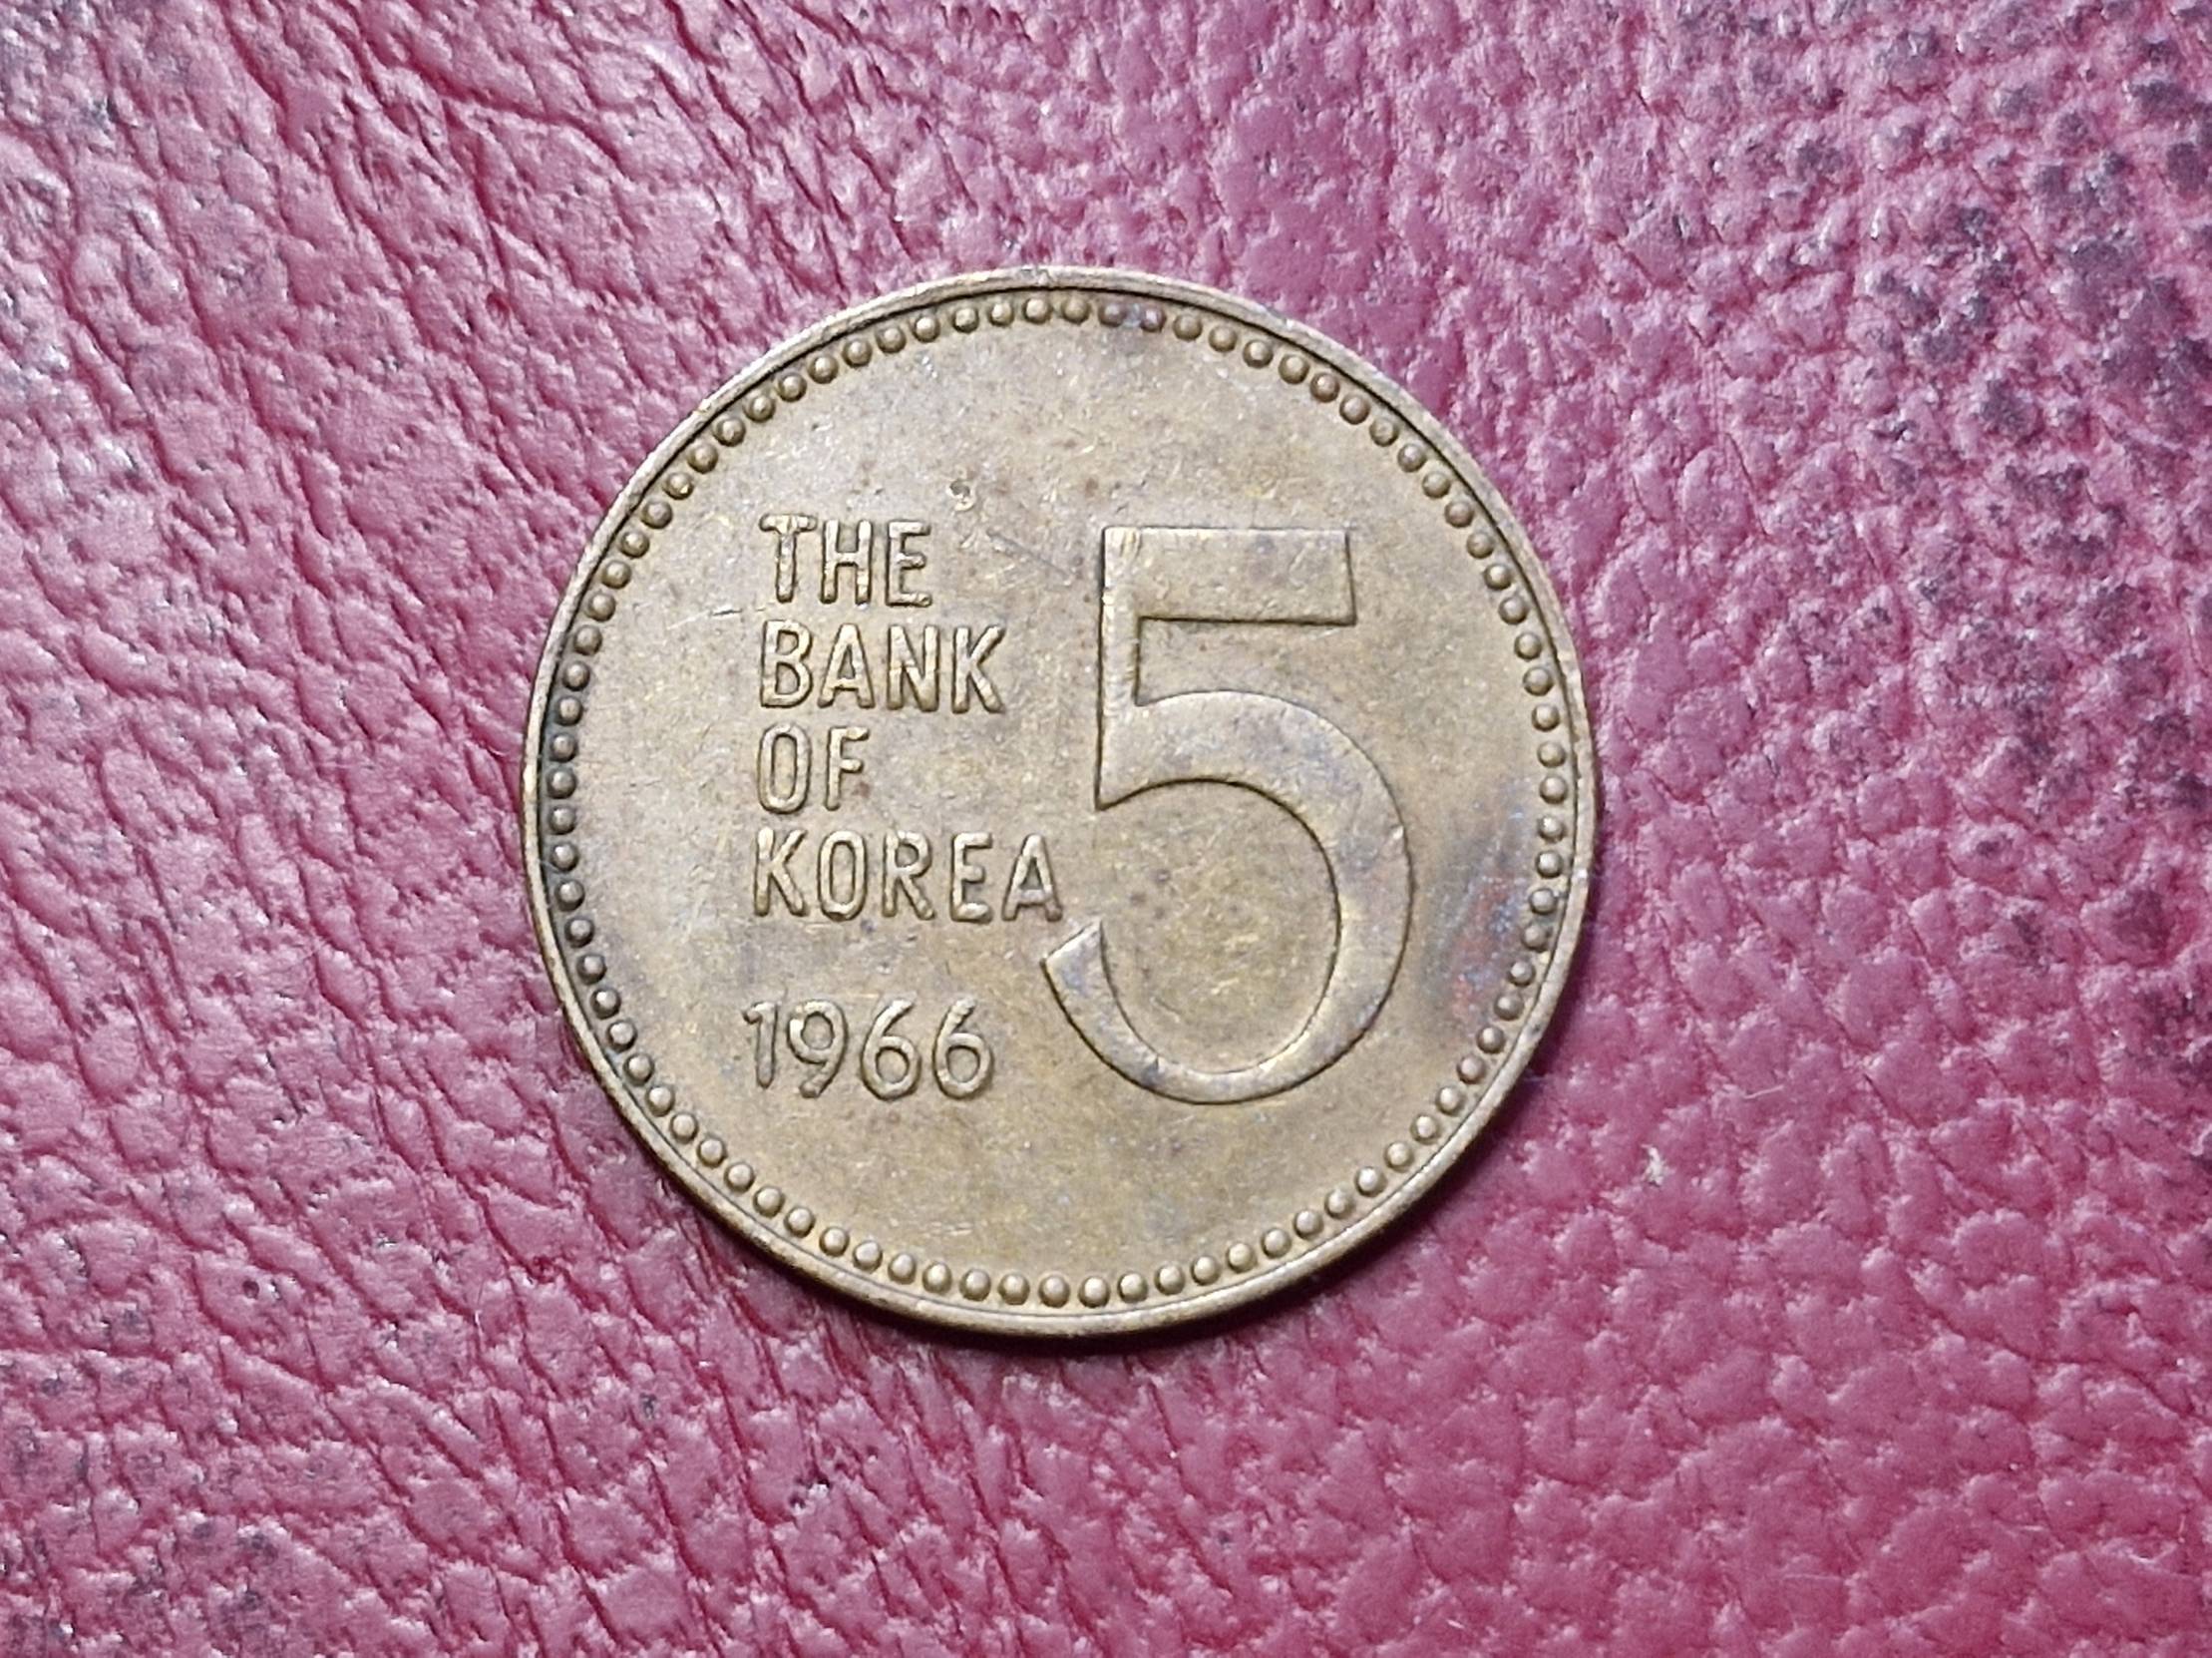 THE
BANK
OF
KOREA
1966
5